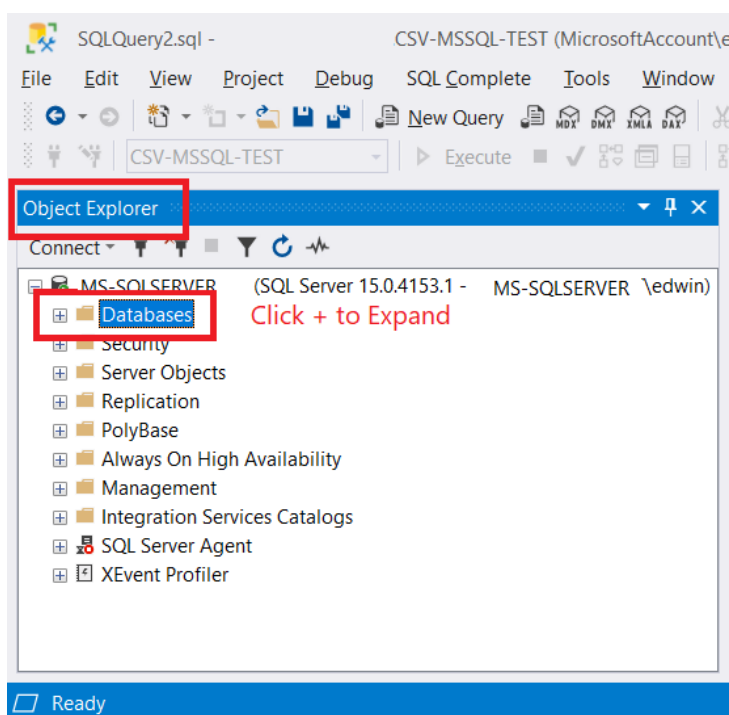 SQLQuery2.sql - CSV-MSSQL-TEST (MicrosoftAccount\e
File Edit View Project Debug SQL Complete Tools Window
New Query MDX DMX XMLA DAX
CSV-MSSQL-TEST Execute
Object Explorer
Connect
MS-SQLSERVER (SQL Server 15.0.4153.1 - MS-SQLSERVER \edwin)
Databases Click + to Expand
Security
Server Objects
Replication
PolyBase
Always On High Availability
Management
Integration Services Catalogs
SQL Server Agent
XEvent Profiler
Ready